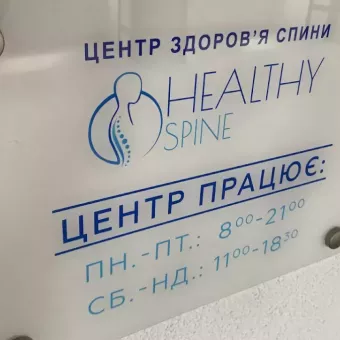 ЦЕНТР ЗДОРОВ'Я СПИНИ
HEALTHY
SPINE
ЦЕНТР ПРАЦЮЄ:
ПН.-ПТ.: 8⁰⁰-21⁰⁰
СБ.-НД.: 11⁰⁰-18³⁰